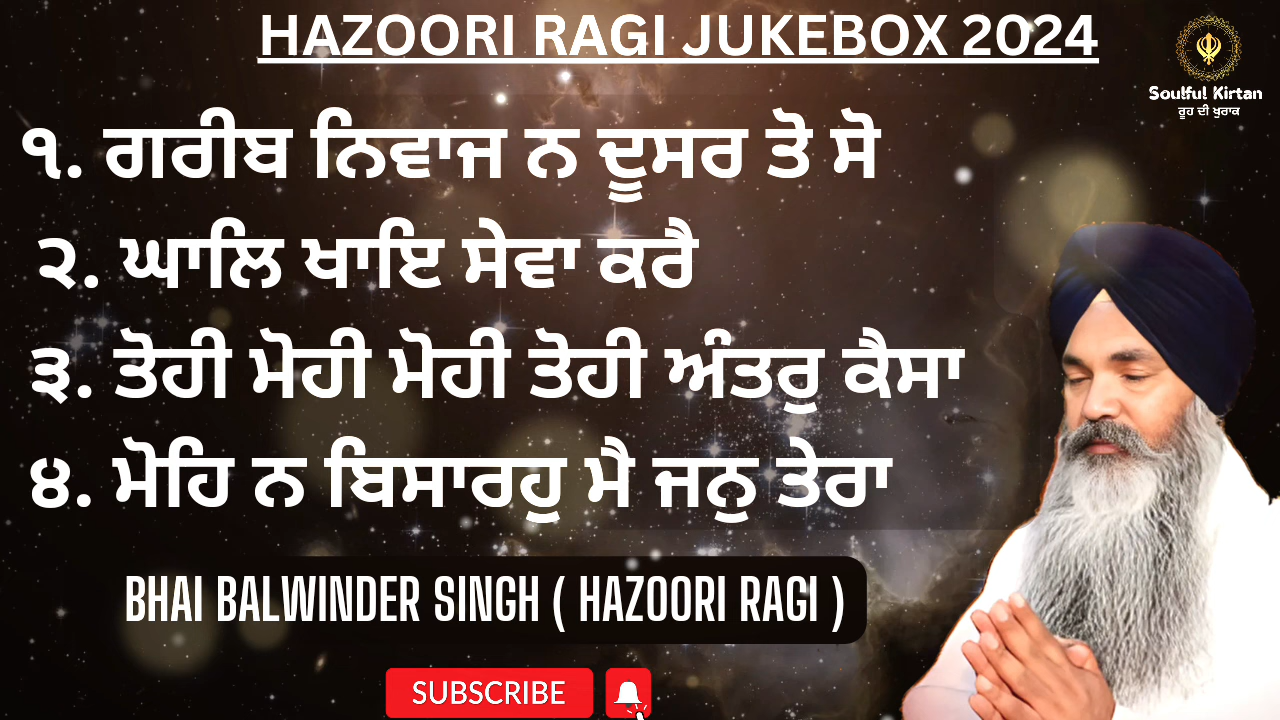 HAZOORI RAGI JUKEBOX 2024
Soulful Kirtan
ਰੂਹ ਦੀ ਖੁਰਾਕ
੧. ਗਰੀਬ ਨਿਵਾਜ ਨ ਦੂਸਰ ਤੋ ਸੋ
੨. ਘਾਲਿ ਖਾਇ ਸੇਵਾ ਕਰੈ
੩. ਤੋਹੀ ਮੋਹੀ ਮੋਹੀ ਤੋਹੀ ਅੰਤਰੁ ਕੈਸਾ
੪. ਮੋਹਿ ਨ ਬਿਸਾਰਹੁ ਮੈ ਜਨੁ ਤੇਰਾ
BHAI BALWINDER SINGH ( HAZOORI RAGI )
SUBSCRIBE